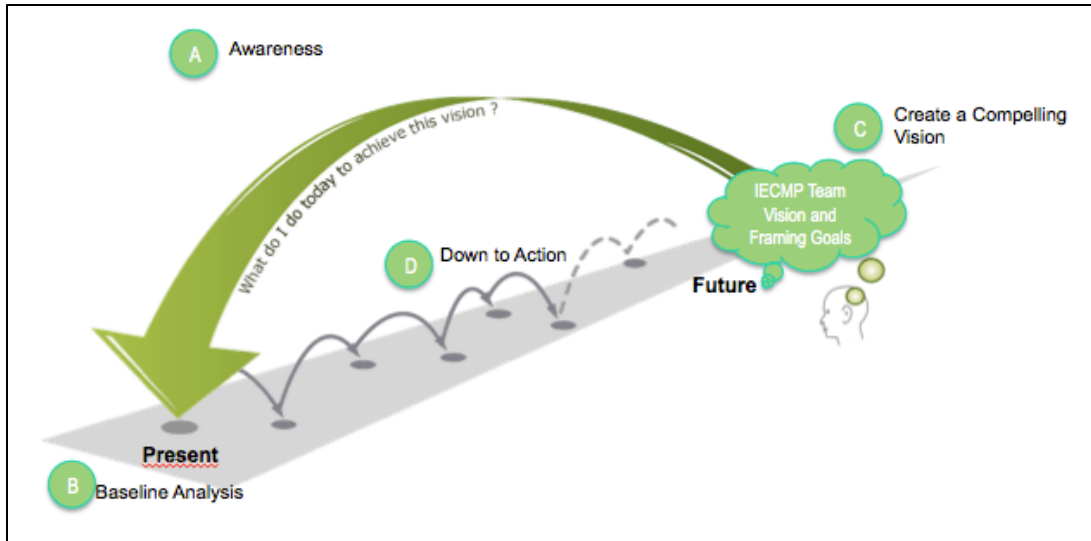 A
Awareness
What do I do today to achieve this vision ?
C
Create a Compelling
Vision
IECMP Team
Vision and
Framing Goals
D
Down to Action
Future
Present
B
Baseline Analysis